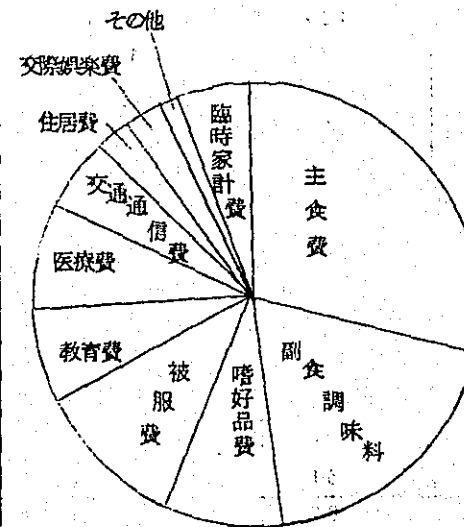 その他
交際娯楽費
住居費
交通通信費
医療費
教育費
被服費
嗜好品費
副食調味料
主食費
臨時家計費